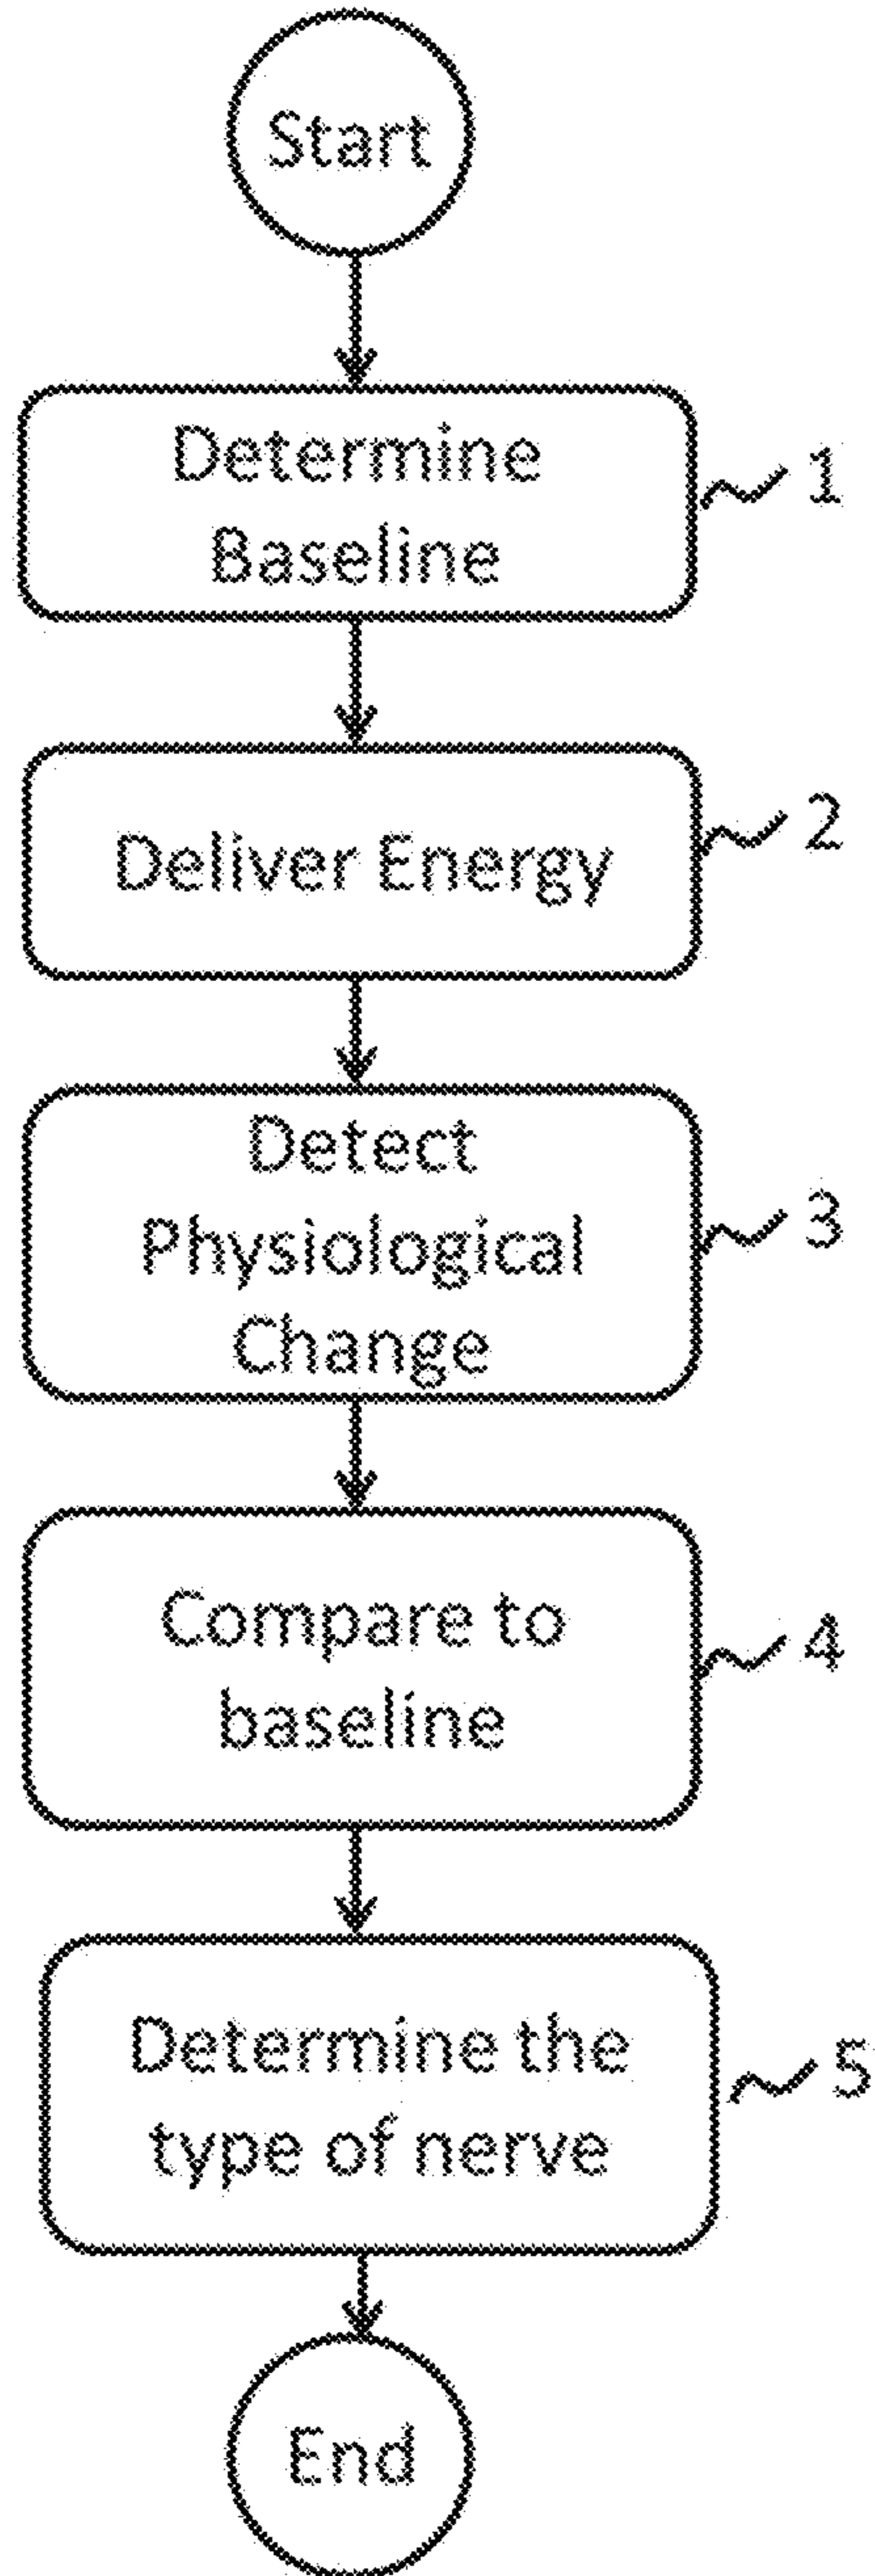 Start
Determine
Baseline
1
Deliver Energy
2
Detect
Physiological
Change
3
Compare to
baseline
4
Determine the
type of nerve
5
End